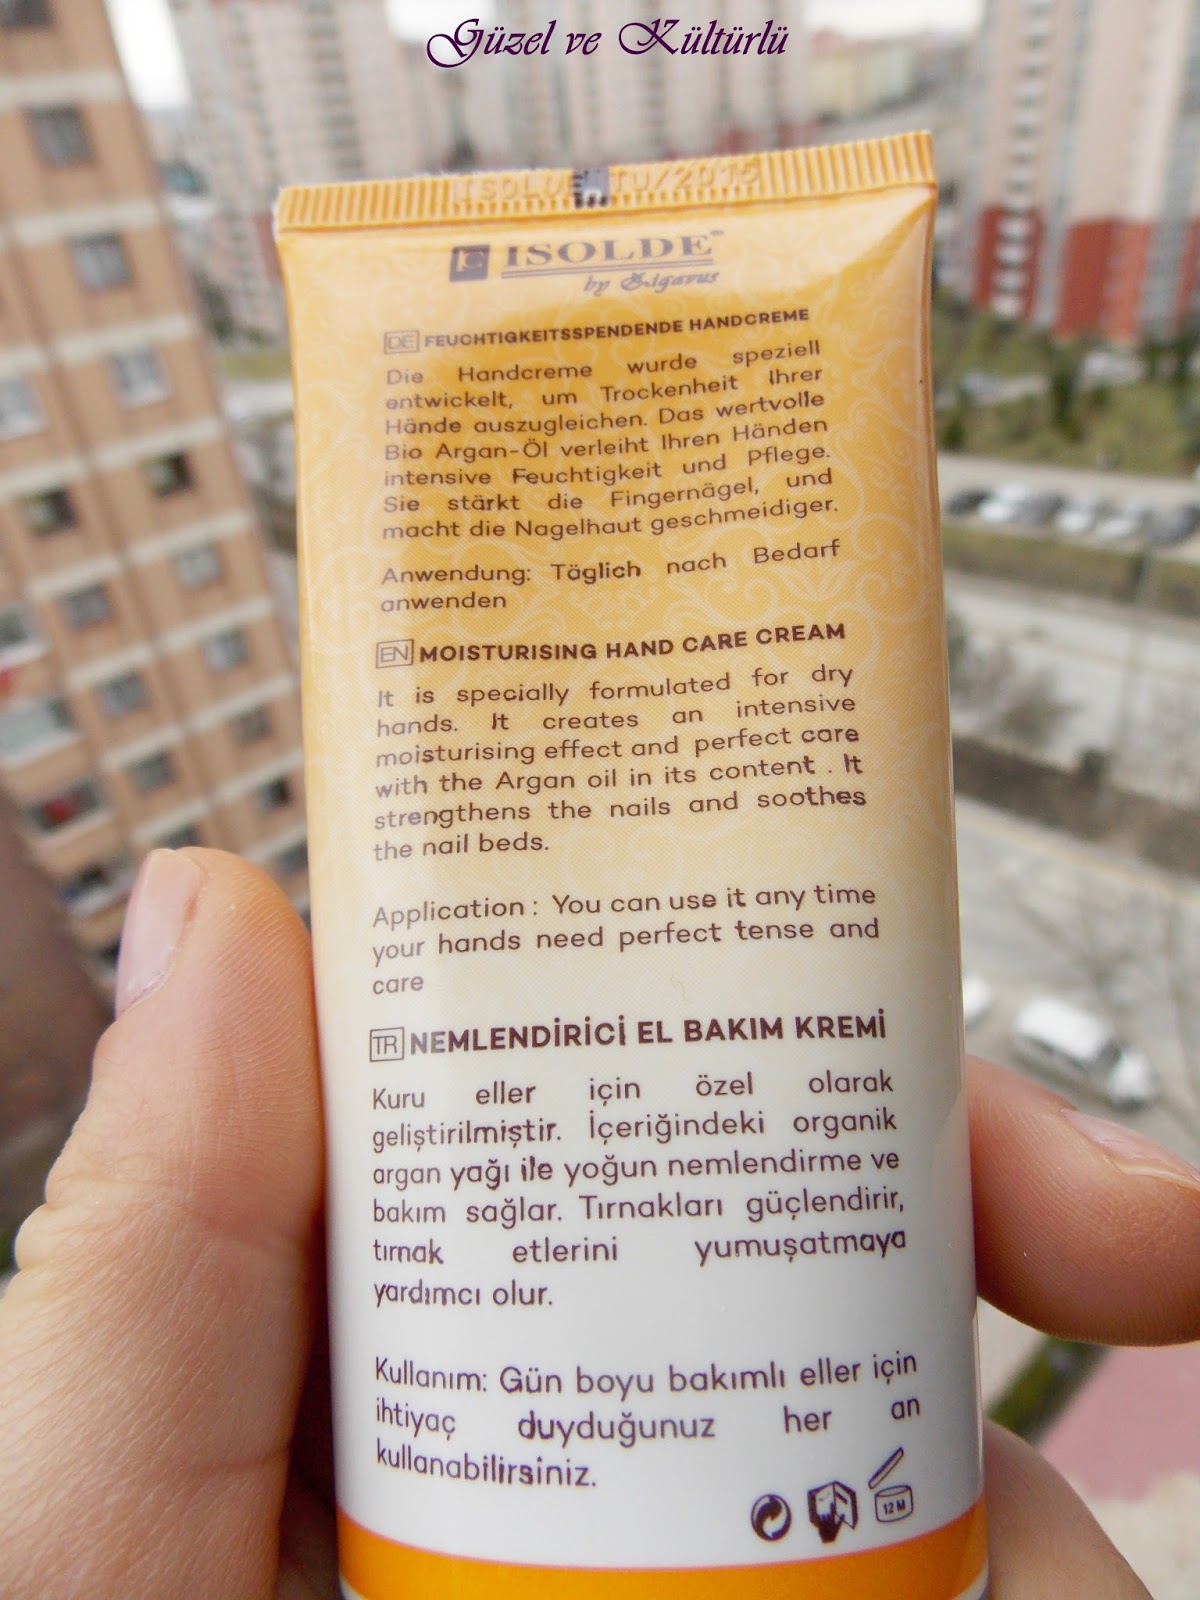 Güzel ve Kültürlü
ISOLDE
ISOLDE®
by Zigavus
DE FEUCHTIGKEITSSPENDENDE HANDCREME
Die Handcreme wurde speziell
entwickelt, um Trockenheit Ihrer
Hände auszugleichen. Das wertvolle
Bio Argan-Öl verleiht Ihren Händen
intensive Feuchtigkeit und Pflege.
Sie stärkt die Fingernägel, und
macht die Nagelhaut geschmeidiger.
Anwendung: Täglich nach Bedarf
anwenden
EN MOISTURISING HAND CARE CREAM
It is specially formulated for dry
hands. It creates an intensive
moisturising effect and perfect care
with the Argan oil in its content . It
strengthens the nails and soothes
the nail beds.
Application : You can use it any time
your hands need perfect tense and
care
TR NEMLENDİRİCİ EL BAKIM KREMİ
Kuru eller için özel olarak
geliştirilmiştir. İçeriğindeki organik
argan yağı ile yoğun nemlendirme ve
bakım sağlar. Tırnakları güçlendirir,
tırnak etlerini yumuşatmaya
yardımcı olur.
Kullanım: Gün boyu bakımlı eller için
ihtiyaç duyduğunuz her an
kullanabilirsiniz.
12 M